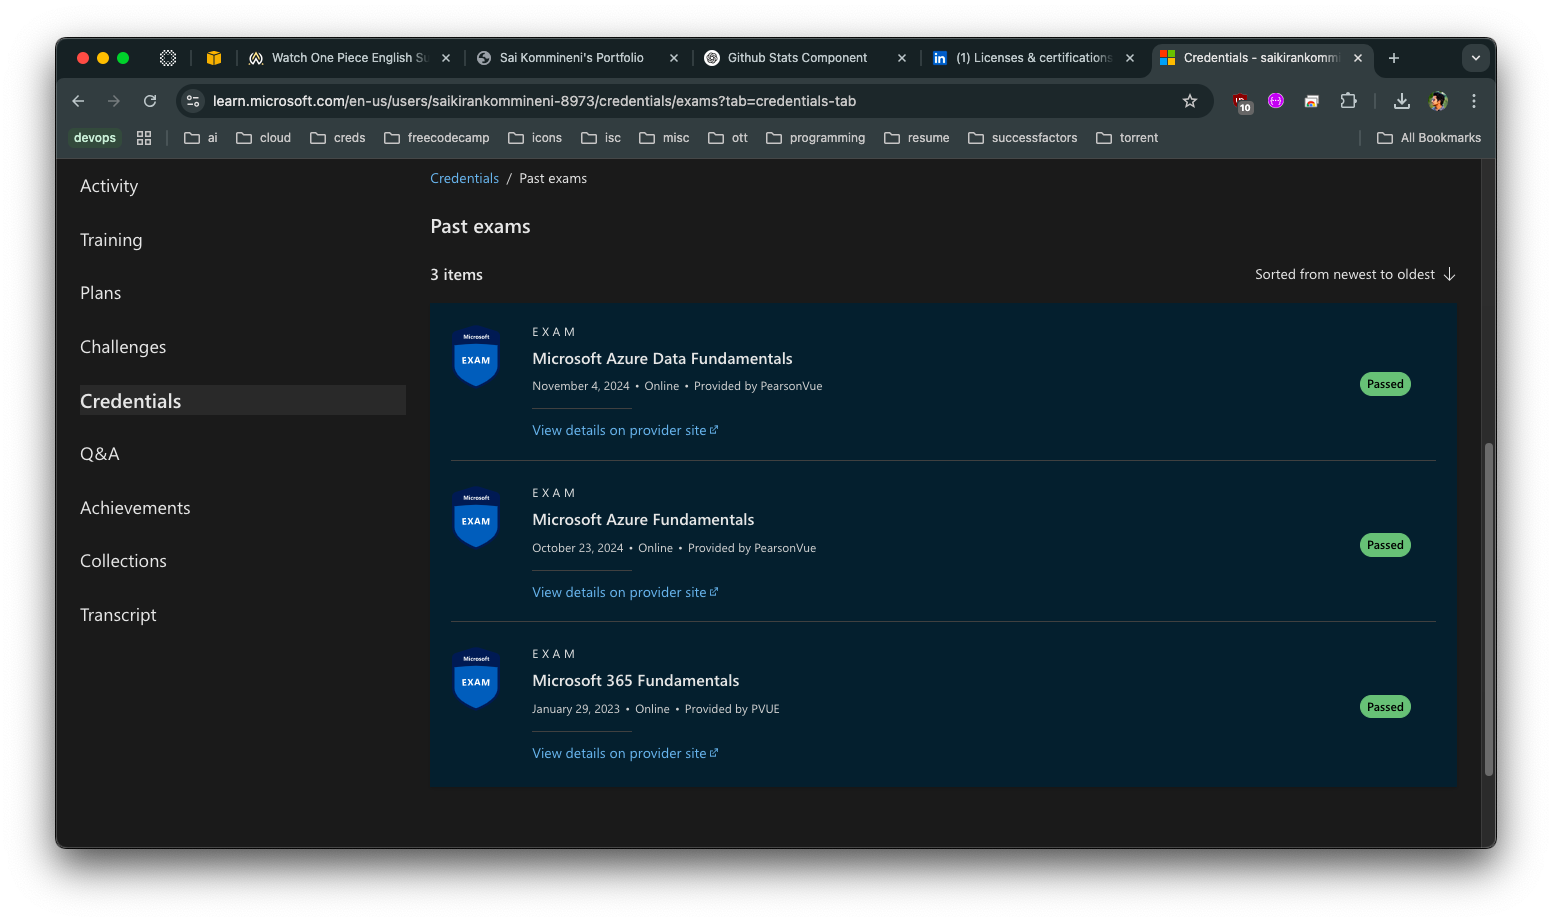 Watch One Piece English Su
Sai Kommineni's Portfolio
Github Stats Component
(1) Licenses & certifications
Credentials - saikirankommi
learn.microsoft.com/en-us/users/saikirankommineni-8973/credentials/exams?tab=credentials-tab
10
devops
ai
cloud
creds
freecodecamp
icons
isc
misc
ott
programming
resume
successfactors
torrent
All Bookmarks
Activity
Training
Plans
Challenges
Credentials
Q&A
Achievements
Collections
Transcript
Credentials / Past exams
Past exams
3 items
Sorted from newest to oldest
Microsoft
EXAM
EXAM
Microsoft Azure Data Fundamentals
November 4, 2024 • Online • Provided by PearsonVue
Passed
View details on provider site
Microsoft
EXAM
EXAM
Microsoft Azure Fundamentals
October 23, 2024 • Online • Provided by PearsonVue
Passed
View details on provider site
Microsoft
EXAM
EXAM
Microsoft 365 Fundamentals
January 29, 2023 • Online • Provided by PVUE
Passed
View details on provider site